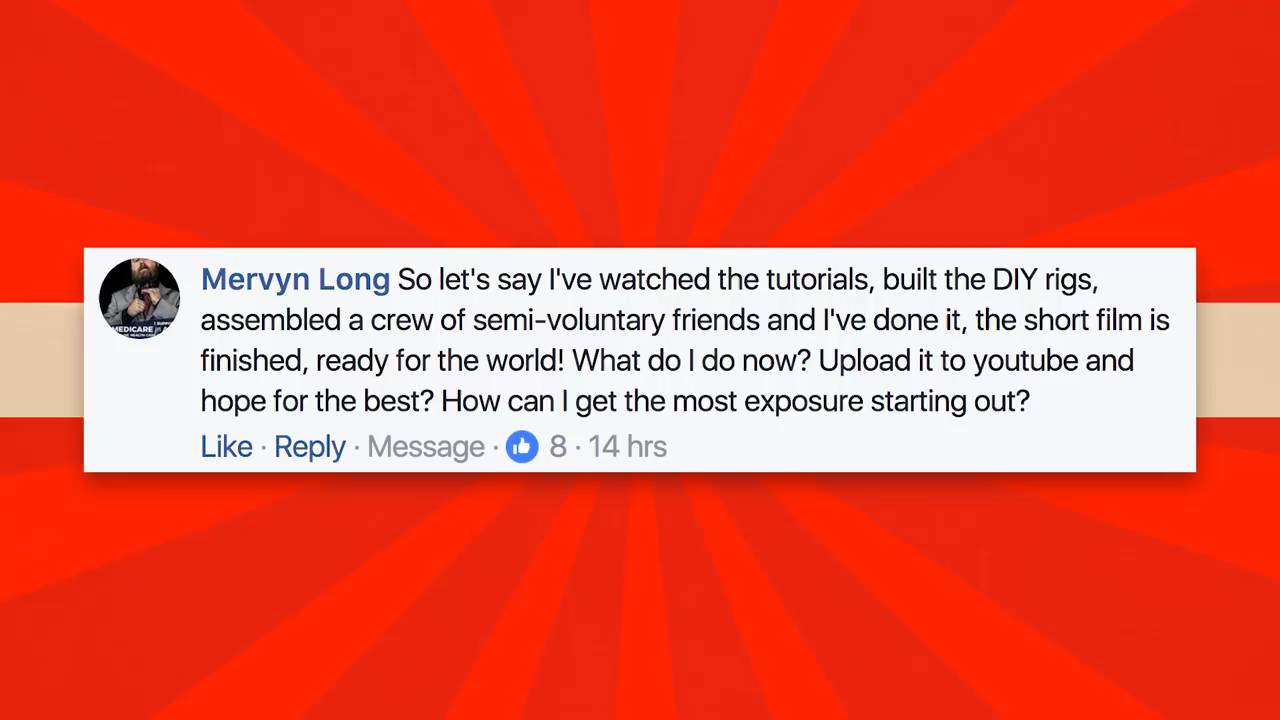 Mervyn Long So let's say I've watched the tutorials, built the DIY rigs,
assembled a crew of semi-voluntary friends and I've done it, the short film is
finished, ready for the world! What do I do now? Upload it to youtube and
hope for the best? How can I get the most exposure starting out?
Like · Reply · Message · 8 · 14 hrs
MEDICARE